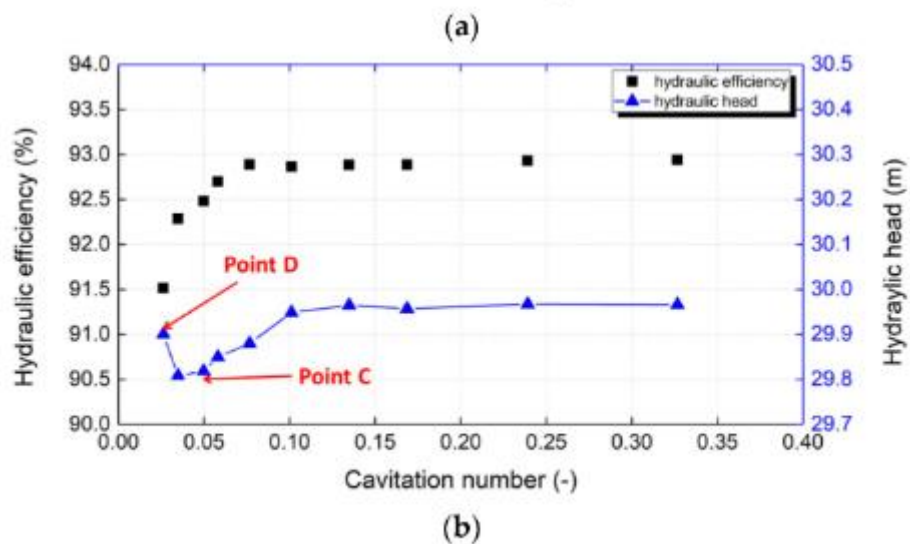 (a)
94.0
93.5
93.0
92.5
92.0
91.5
91.0
90.5
90.0
Hydraulic efficiency (%)
hydraulic efficiency
hydraulic head
Point D
Point C
30.5
30.4
30.3
30.2
30.1
30.0
29.9
29.8
29.7
Hydraylic head (m)
0.00 0.05 0.10 0.15 0.20 0.25 0.30 0.35 0.40
Cavitation number (-)
(b)